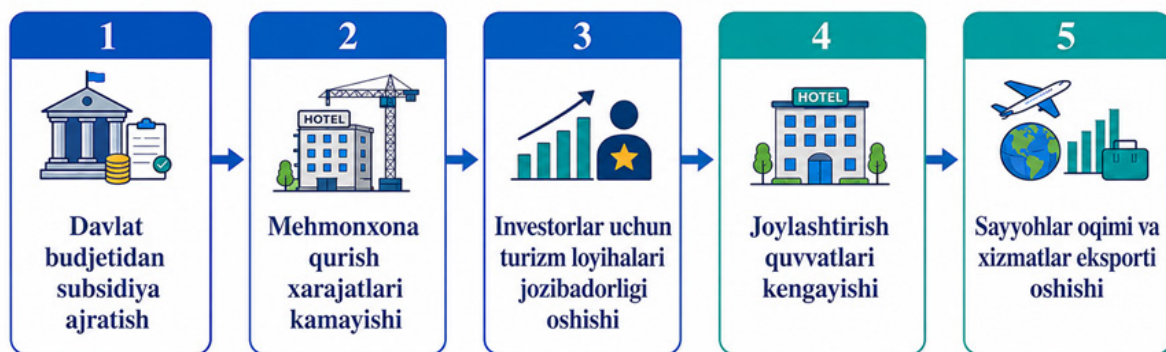 1
Davlat
budjetidan
subsidiya
ajratish
2
HOTEL
Mehmonxona
qurish
xarajatlari
kamayishi
3
Investorlar uchun
turizm loyihalari
jozibadorligi
oshishi
4
HOTEL
Joylashtirish
quvvatlari
kengayishi
5
Sayyohlar oqimi va
xizmatlar eksporti
oshishi